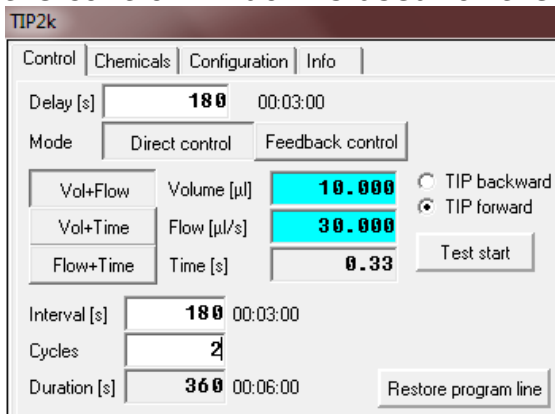 TIP2k
Control Chemicals Configuration Info
Delay [s] 180 00:03:00
Mode Direct control Feedback control
Vol+Flow Volume [µl] 10.000 TIP backward
TIP forward
Vol+Time Flow [µl/s] 30.000
Flow+Time Time [s] 0.33 Test start
Interval [s] 180 00:03:00
Cycles 2
Duration [s] 360 00:06:00 Restore program line